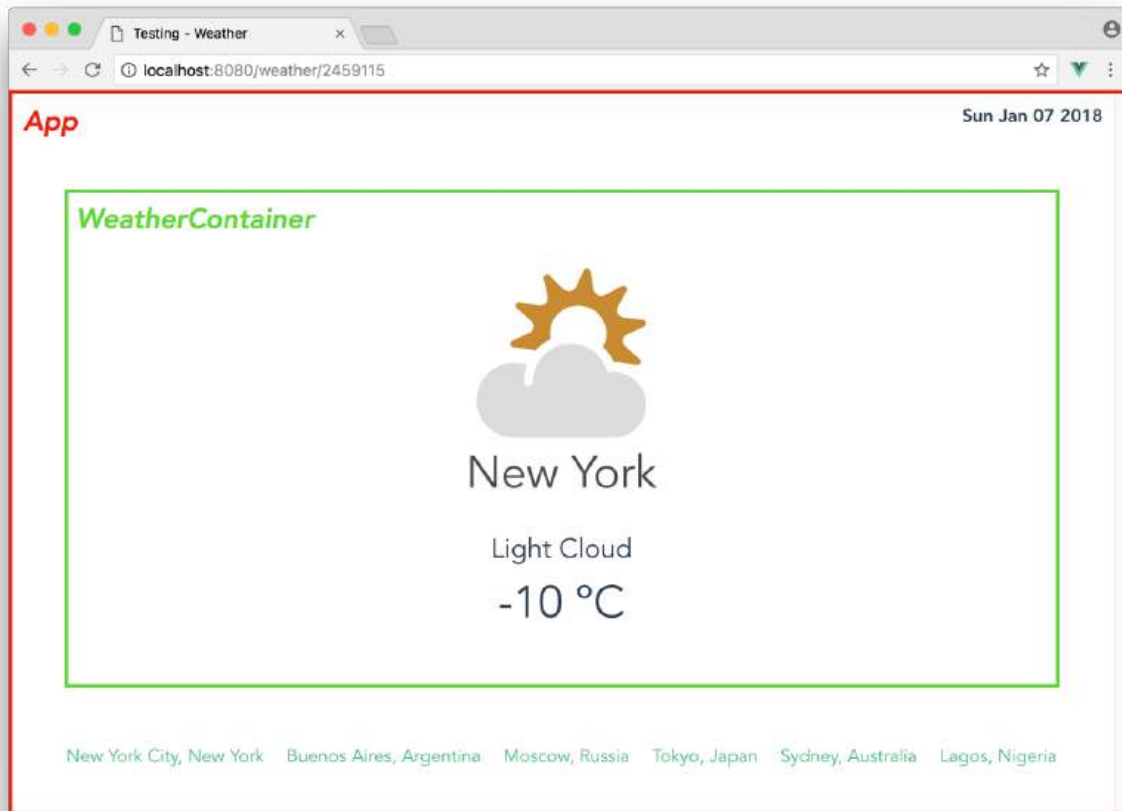 Testing - Weather
localhost:8080/weather/2459115
App
Sun Jan 07 2018
WeatherContainer
New York
Light Cloud
-10 °C
New York City, New York Buenos Aires, Argentina Moscow, Russia Tokyo, Japan Sydney, Australia Lagos, Nigeria